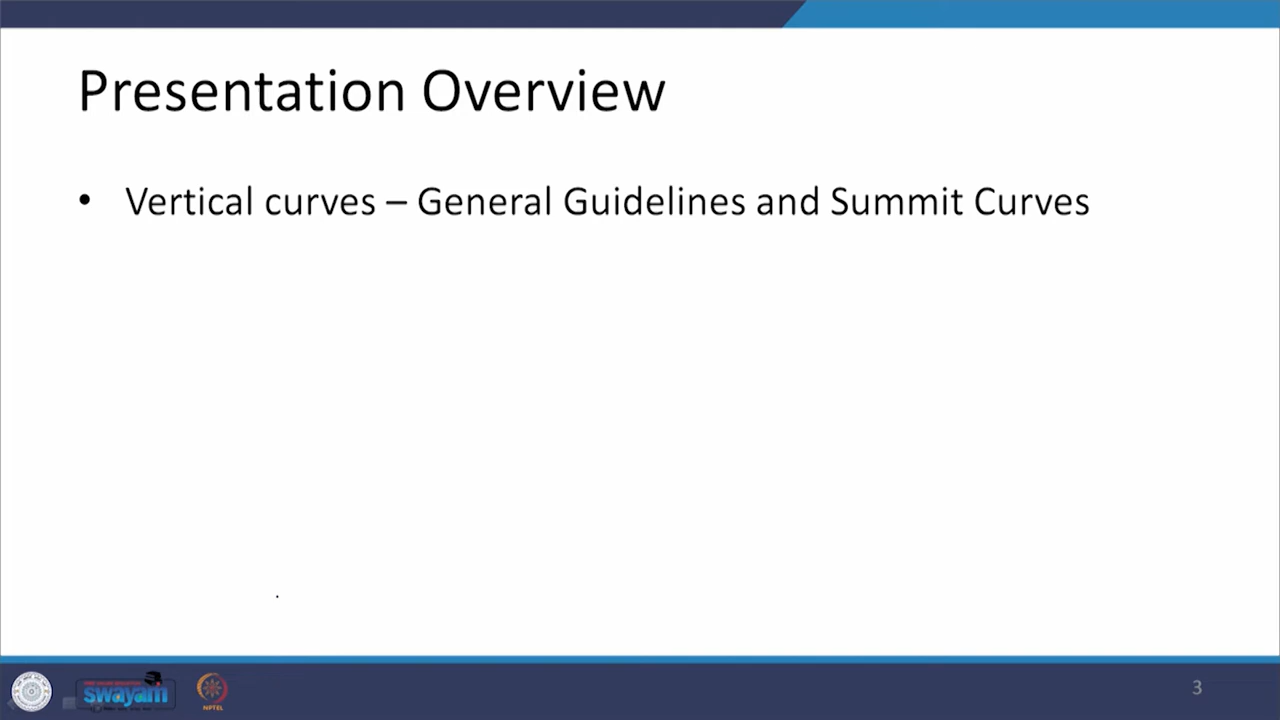 Presentation Overview
• Vertical curves – General Guidelines and Summit Curves
swayam
NPTEL
3